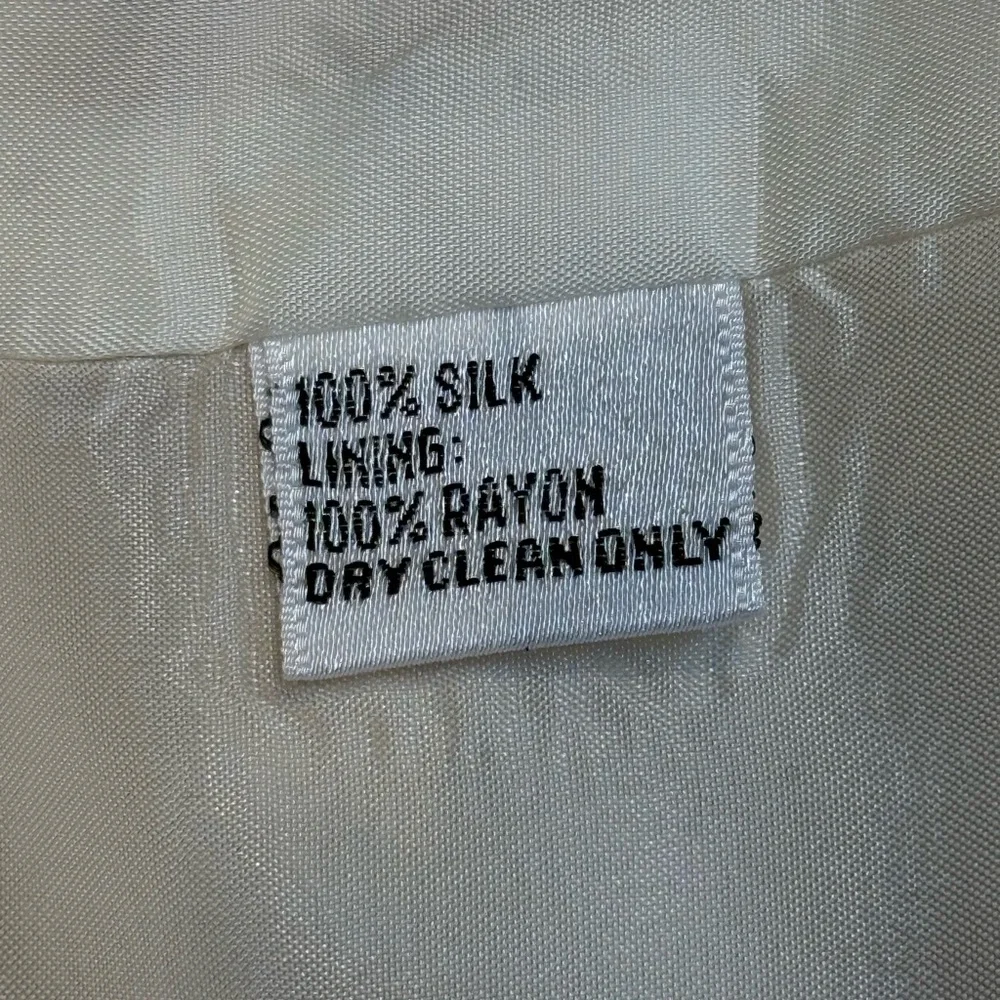 100% SILK
LINING:
100% RAYON
DRY CLEAN ONLY